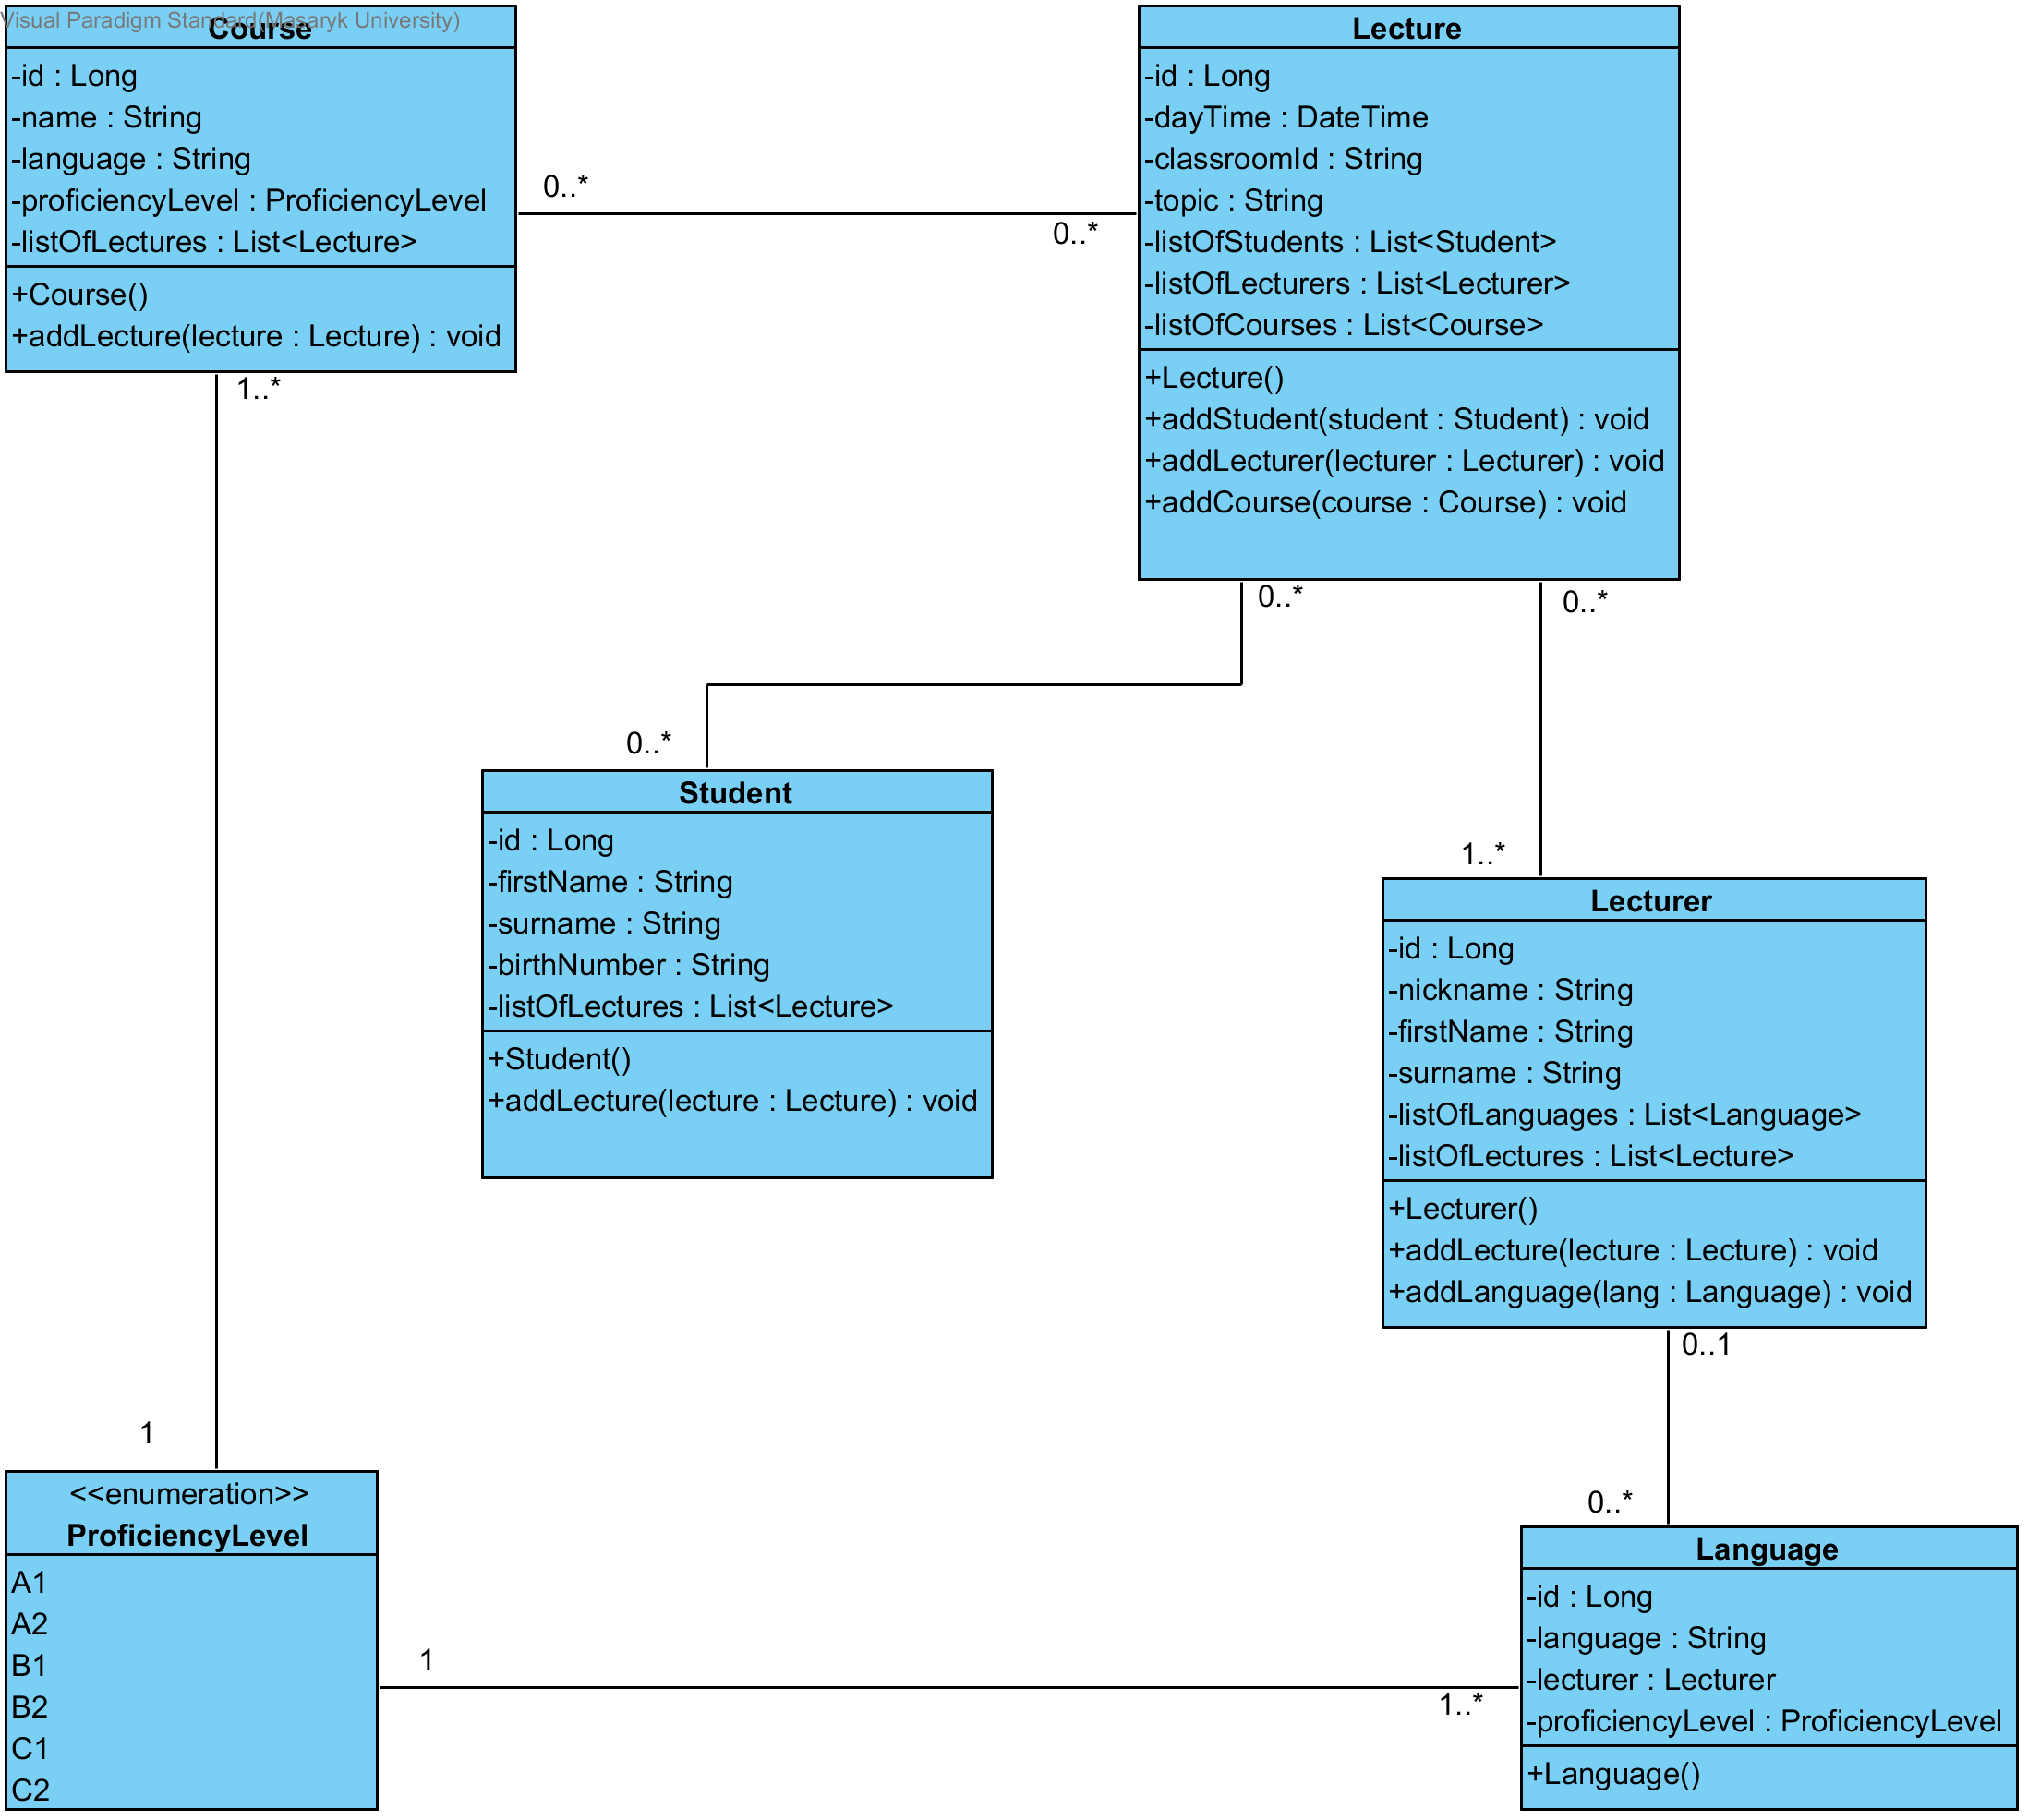 Visual Paradigm Standard(Masaryk University)
Course
-id : Long
-name : String
-language : String
-proficiencyLevel : ProficiencyLevel
-listOfLectures : List<Lecture>
+Course()
+addLecture(lecture : Lecture) : void
0..*
0..*
Lecture
-id : Long
-dayTime : DateTime
-classroomId : String
-topic : String
-listOfStudents : List<Student>
-listOfLecturers : List<Lecturer>
-listOfCourses : List<Course>
+Lecture()
+addStudent(student : Student) : void
+addLecturer(lecturer : Lecturer) : void
+addCourse(course : Course) : void
1..*
0..*
0..*
0..*
Student
-id : Long
-firstName : String
-surname : String
-birthNumber : String
-listOfLectures : List<Lecture>
+Student()
+addLecture(lecture : Lecture) : void
1..*
Lecturer
-id : Long
-nickname : String
-firstName : String
-surname : String
-listOfLanguages : List<Language>
-listOfLectures : List<Lecture>
+Lecturer()
+addLecture(lecture : Lecture) : void
+addLanguage(lang : Language) : void
0..1
1
<<enumeration>>
ProficiencyLevel
A1
A2
B1
B2
C1
C2
1
1..*
0..*
Language
-id : Long
-language : String
-lecturer : Lecturer
-proficiencyLevel : ProficiencyLevel
+Language()